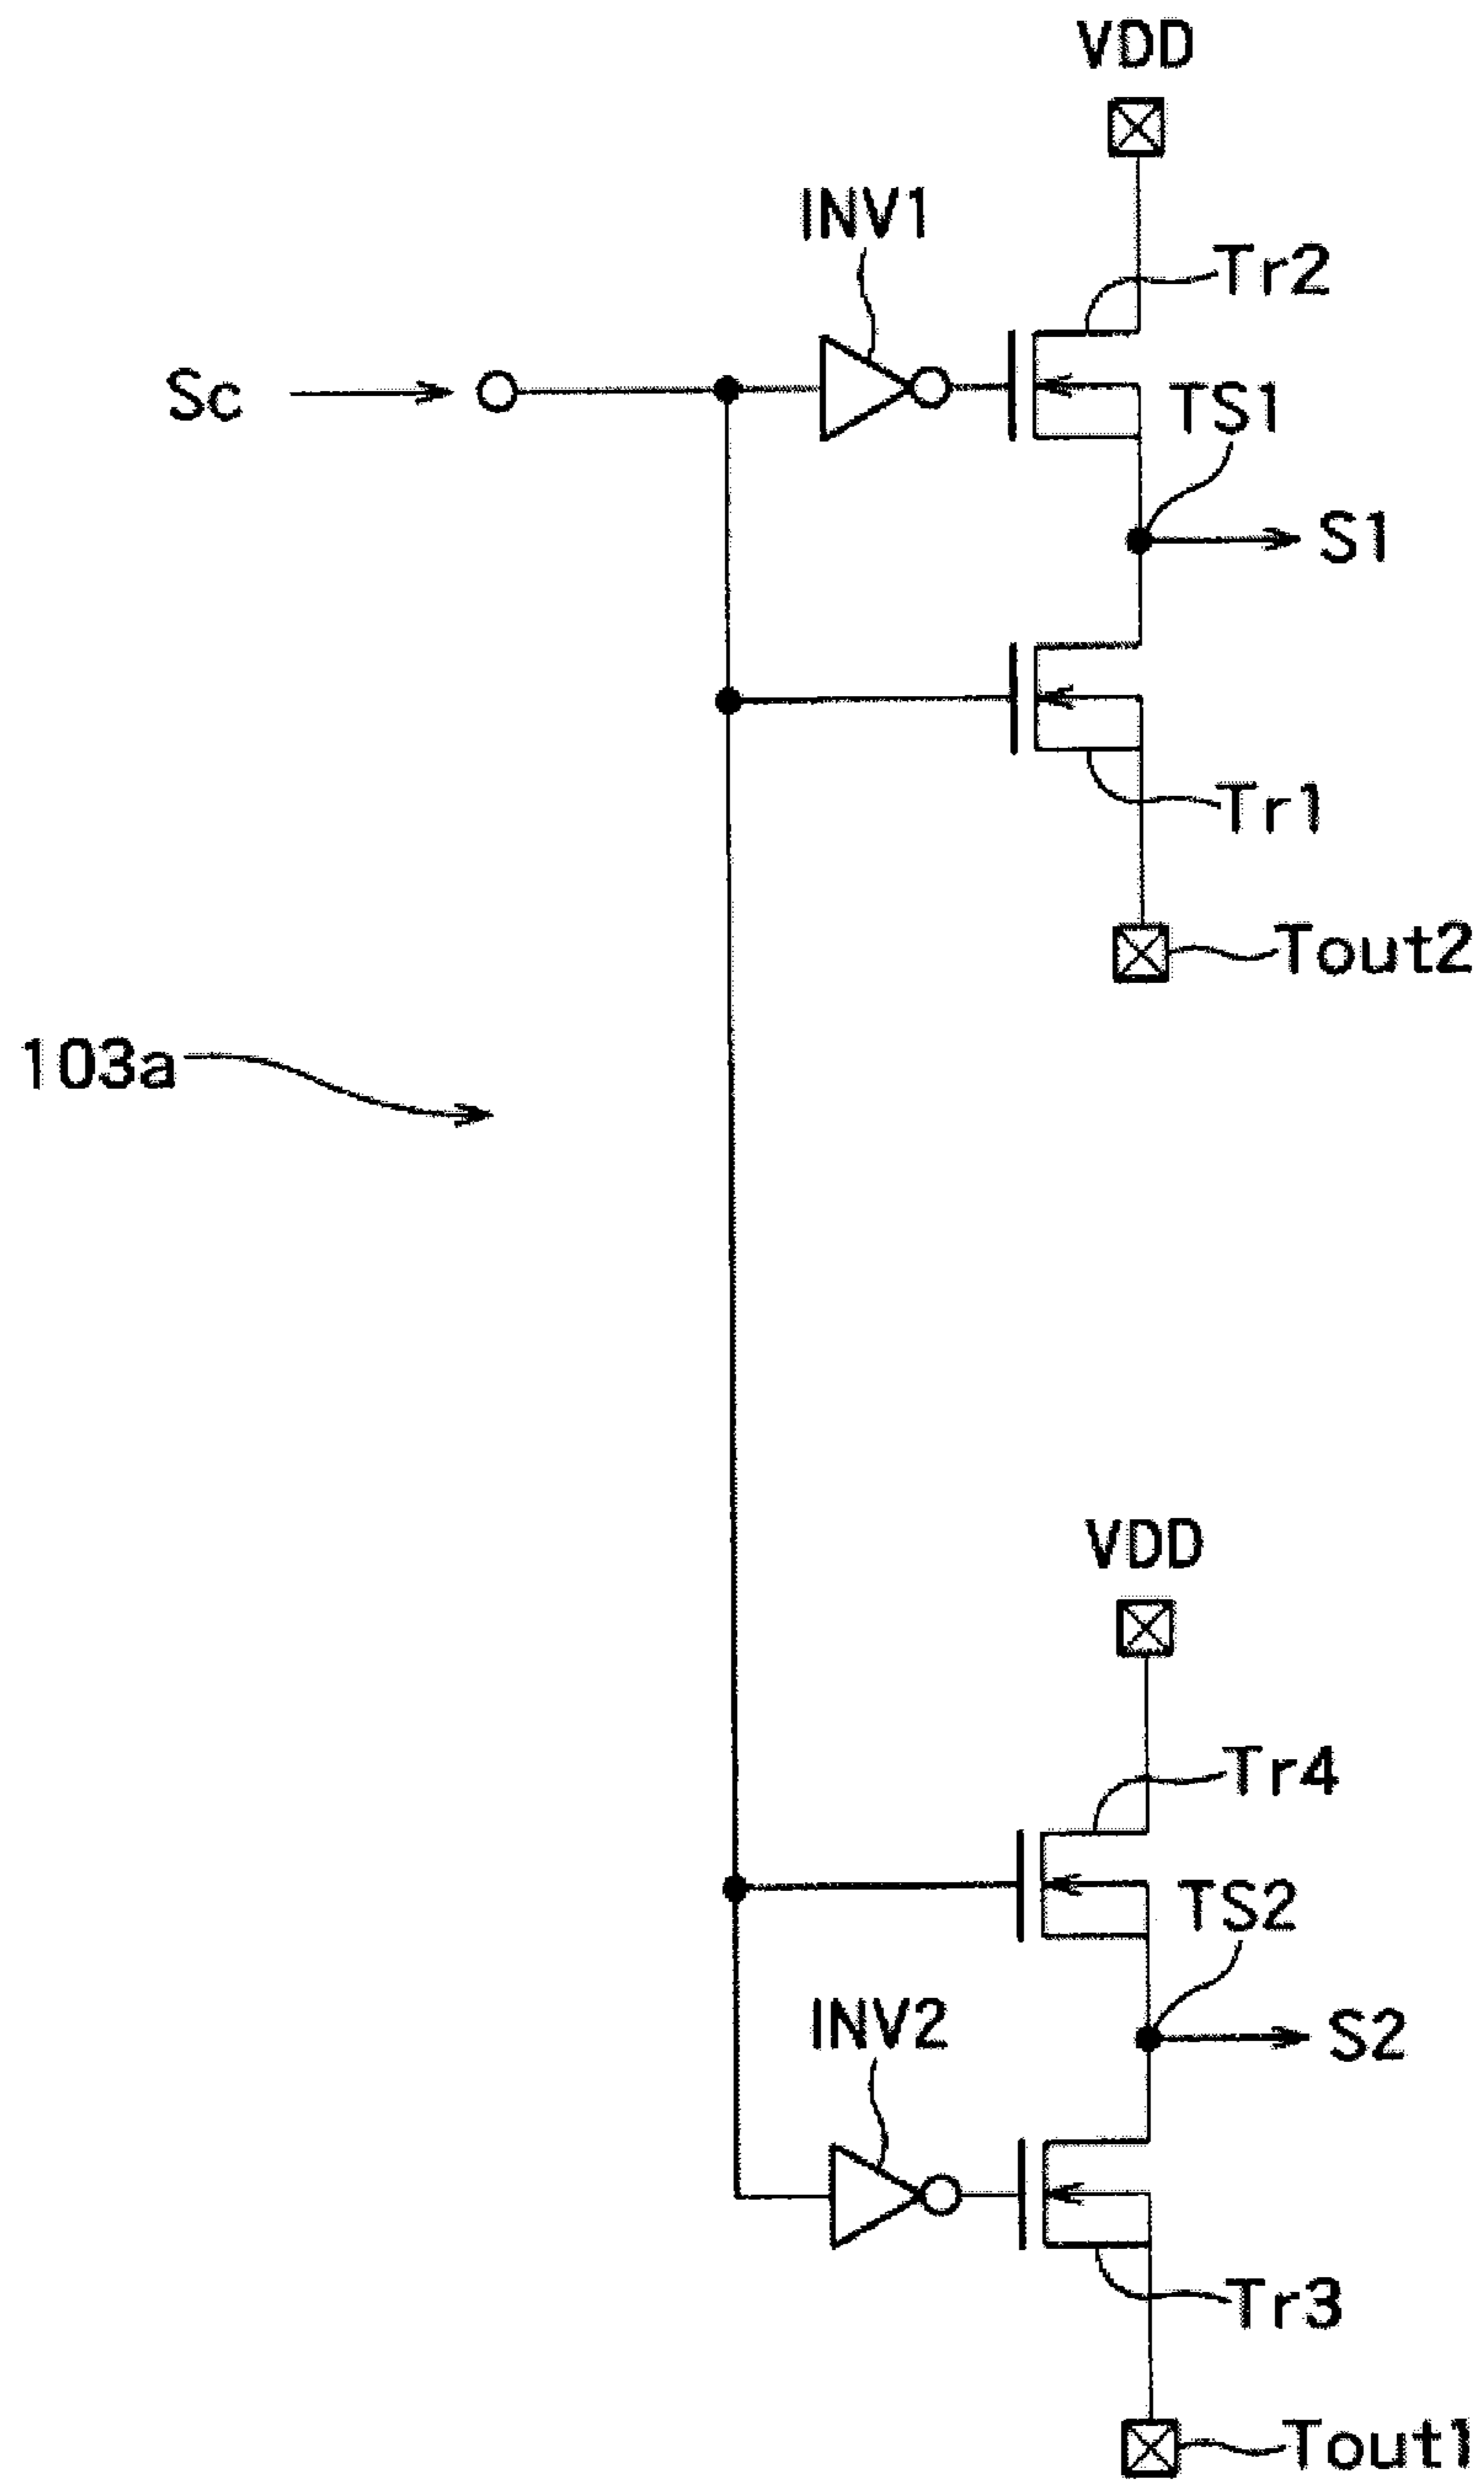 VDD
INV1
Tr2
Sc
TS1
S1
Tr1
Tout2
103a
VDD
Tr4
TS2
INV2
S2
Tr3
Tout1